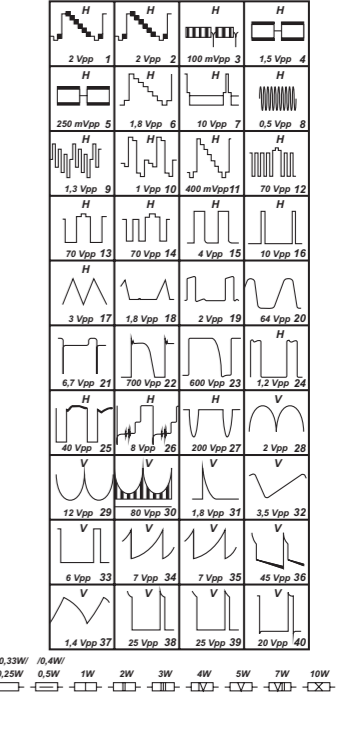 H H H H
2 Vpp 1 2 Vpp 2 100 mVpp 3 1,5 Vpp 4
H H H H
250 mVpp 5 1,8 Vpp 6 10 Vpp 7 0,5 Vpp 8
H H H H
1,3 Vpp 9 1 Vpp 10 400 mVpp 11 70 Vpp 12
H H H H
70 Vpp 13 70 Vpp 14 4 Vpp 15 10 Vpp 16
H
3 Vpp 17 1,8 Vpp 18 2 Vpp 19 64 Vpp 20
H
6,7 Vpp 21 700 Vpp 22 600 Vpp 23 1,2 Vpp 24
H H H V
40 Vpp 25 8 Vpp 26 200 Vpp 27 2 Vpp 28
V V V V
12 Vpp 29 80 Vpp 30 1,8 Vpp 31 3,5 Vpp 32
V V V V
6 Vpp 33 7 Vpp 34 7 Vpp 35 45 Vpp 36
V V V V
1,4 Vpp 37 25 Vpp 38 25 Vpp 39 20 Vpp 40
0,33W/ /0,4W/
0,25W 0,5W 1W 2W 3W 4W 5W 7W 10W
I II III IV V VII X